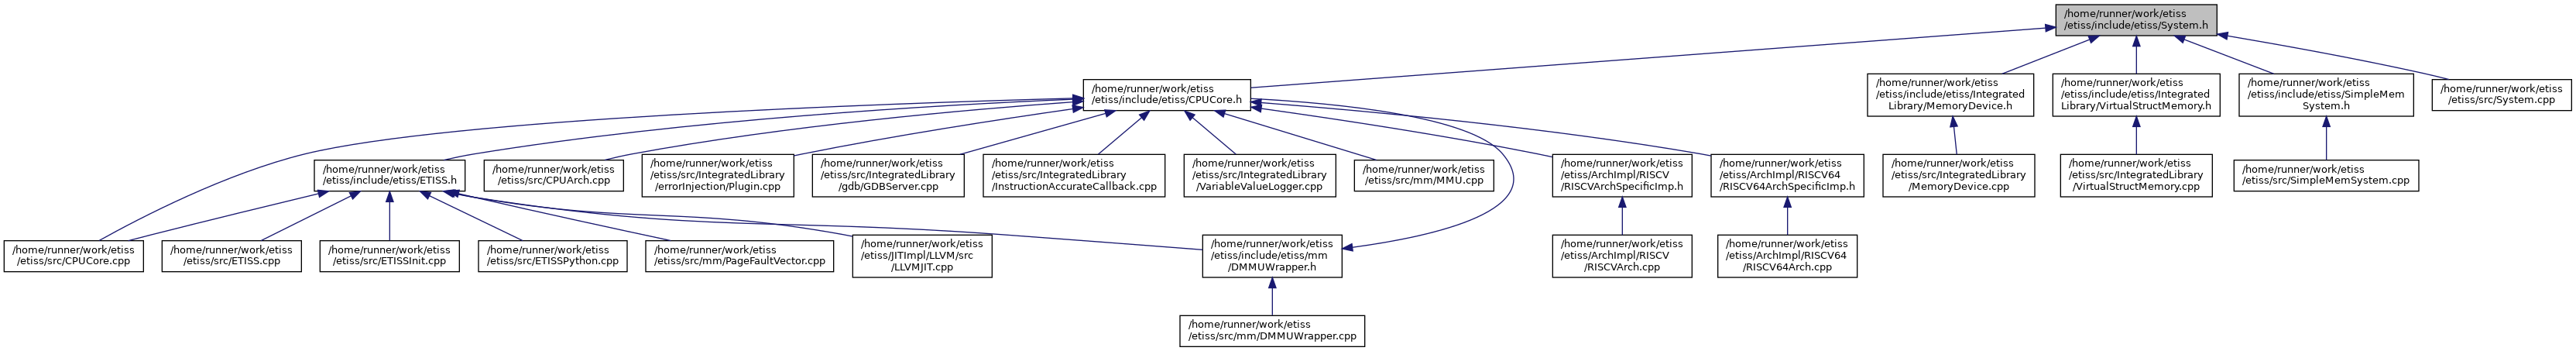 /home/runner/work/etiss
/etiss/include/etiss/System.h
/home/runner/work/etiss
/etiss/include/etiss/CPUCore.h
/home/runner/work/etiss
/etiss/include/etiss/Integrated
Library/MemoryDevice.h
/home/runner/work/etiss
/etiss/include/etiss/Integrated
Library/VirtualStructMemory.h
/home/runner/work/etiss
/etiss/include/etiss/SimpleMem
System.h
/home/runner/work/etiss
/etiss/src/System.cpp
/home/runner/work/etiss
/etiss/include/etiss/ETISS.h
/home/runner/work/etiss
/etiss/src/CPUArch.cpp
/home/runner/work/etiss
/etiss/src/IntegratedLibrary
/errorInjection/Plugin.cpp
/home/runner/work/etiss
/etiss/src/IntegratedLibrary
/gdb/GDBServer.cpp
/home/runner/work/etiss
/etiss/src/IntegratedLibrary
/InstructionAccurateCallback.cpp
/home/runner/work/etiss
/etiss/src/IntegratedLibrary
/VariableValueLogger.cpp
/home/runner/work/etiss
/etiss/src/mm/MMU.cpp
/home/runner/work/etiss
/etiss/ArchImpl/RISCV
/RISCVArchSpecificImp.h
/home/runner/work/etiss
/etiss/ArchImpl/RISCV64
/RISCV64ArchSpecificImp.h
/home/runner/work/etiss
/etiss/src/IntegratedLibrary
/MemoryDevice.cpp
/home/runner/work/etiss
/etiss/src/IntegratedLibrary
/VirtualStructMemory.cpp
/home/runner/work/etiss
/etiss/src/SimpleMemSystem.cpp
/home/runner/work/etiss
/etiss/src/CPUCore.cpp
/home/runner/work/etiss
/etiss/src/ETISS.cpp
/home/runner/work/etiss
/etiss/src/ETISSInit.cpp
/home/runner/work/etiss
/etiss/src/ETISSPython.cpp
/home/runner/work/etiss
/etiss/src/mm/PageFaultVector.cpp
/home/runner/work/etiss
/etiss/JITImpl/LLVM/src
/LLVMJIT.cpp
/home/runner/work/etiss
/etiss/include/etiss/mm
/DMMUWrapper.h
/home/runner/work/etiss
/etiss/ArchImpl/RISCV
/RISCVArch.cpp
/home/runner/work/etiss
/etiss/ArchImpl/RISCV64
/RISCV64Arch.cpp
/home/runner/work/etiss
/etiss/src/mm/DMMUWrapper.cpp